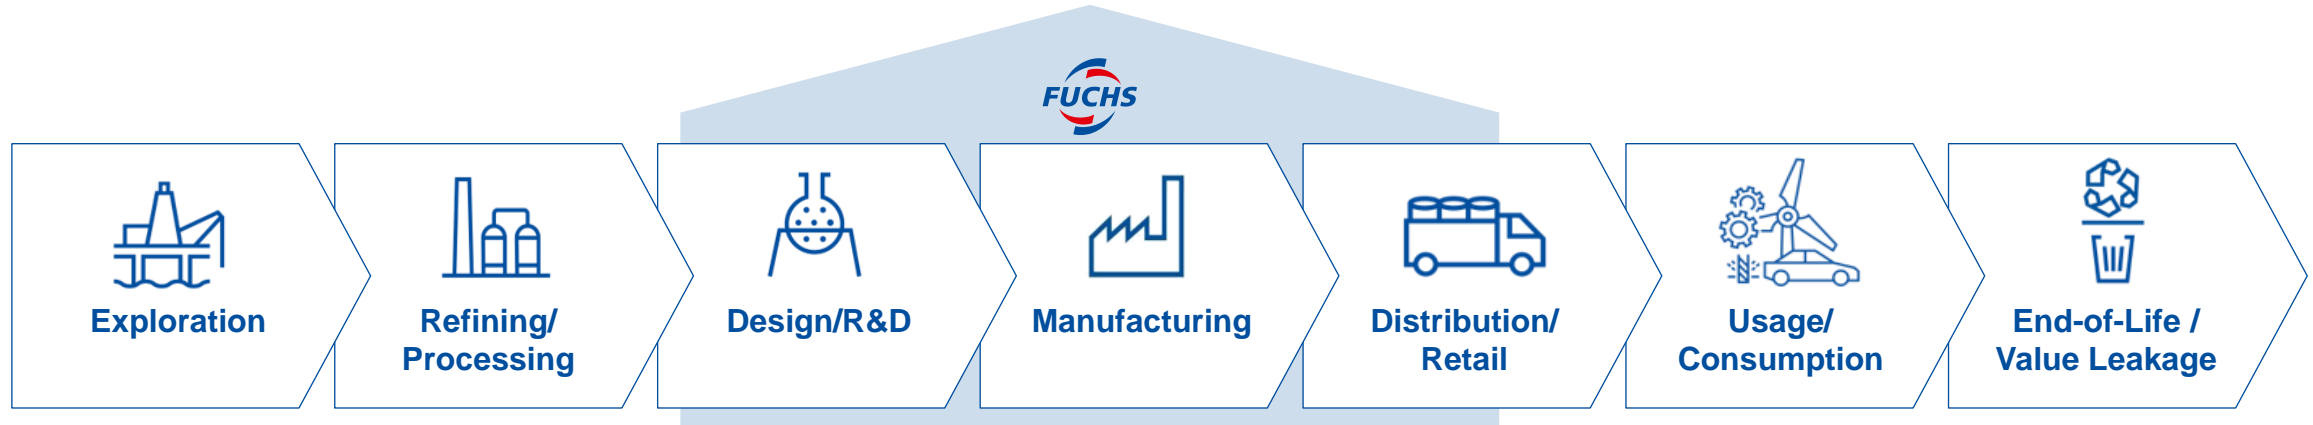 FUCHS
Exploration
Refining/
Processing
Design/R&D
Manufacturing
Distribution/
Retail
Usage/
Consumption
End-of-Life /
Value Leakage